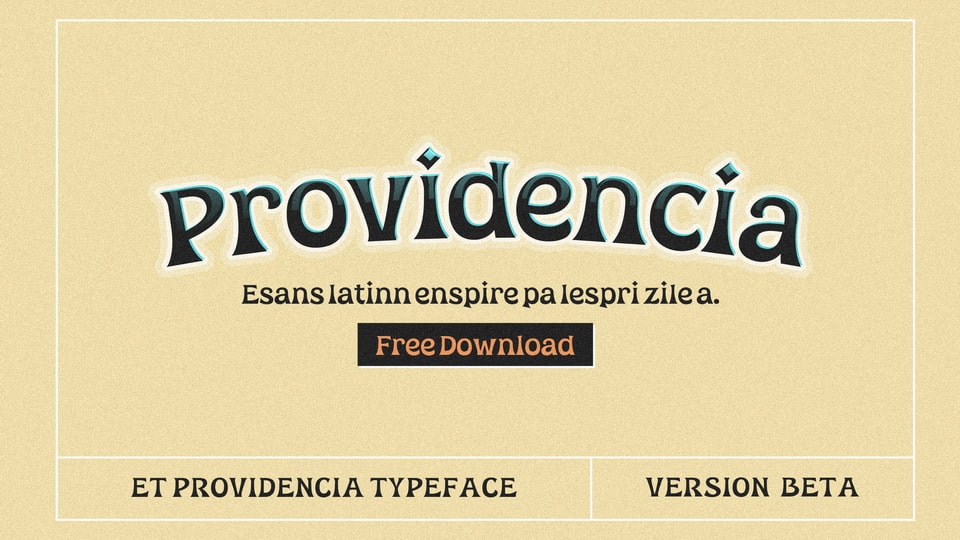 Providencia
Esans latinn enspire pa lespri zile a.
Free Download
ET PROVIDENCIA TYPEFACE
VERSION BETA